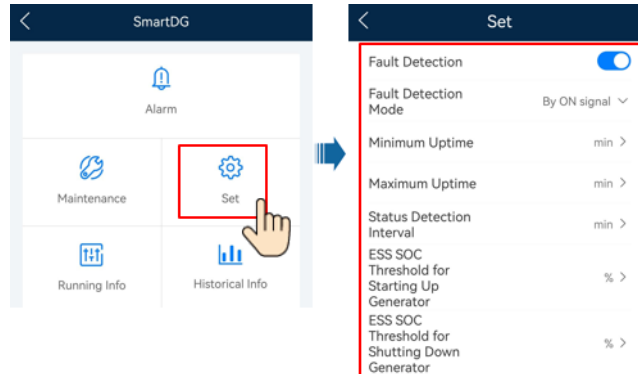 SmartDG
Alarm
Maintenance
Set
Running Info
Historical Info
Set
Fault Detection
Fault Detection
Mode
By ON signal
Minimum Uptime
min
Maximum Uptime
min
Status Detection
Interval
min
ESS SOC
Threshold for
Starting Up
Generator
%
ESS SOC
Threshold for
Shutting Down
Generator
%